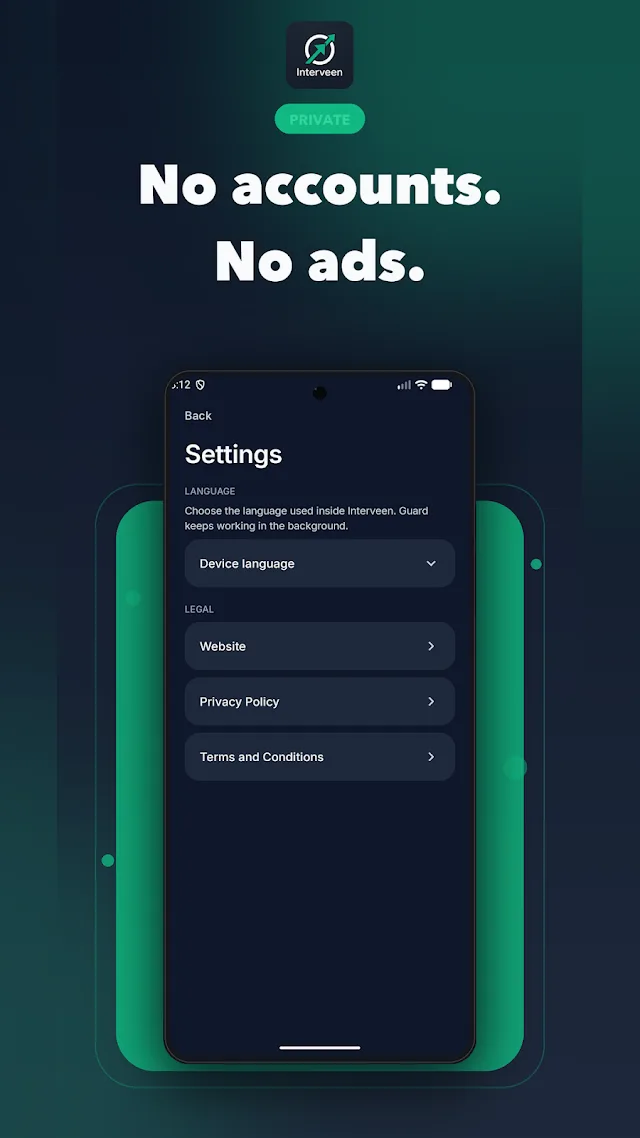 Interveen
PRIVATE
No accounts.
No ads.
:12
Back
Settings
LANGUAGE
Choose the language used inside Interveen. Guard
keeps working in the background.
Device language
LEGAL
Website
Privacy Policy
Terms and Conditions